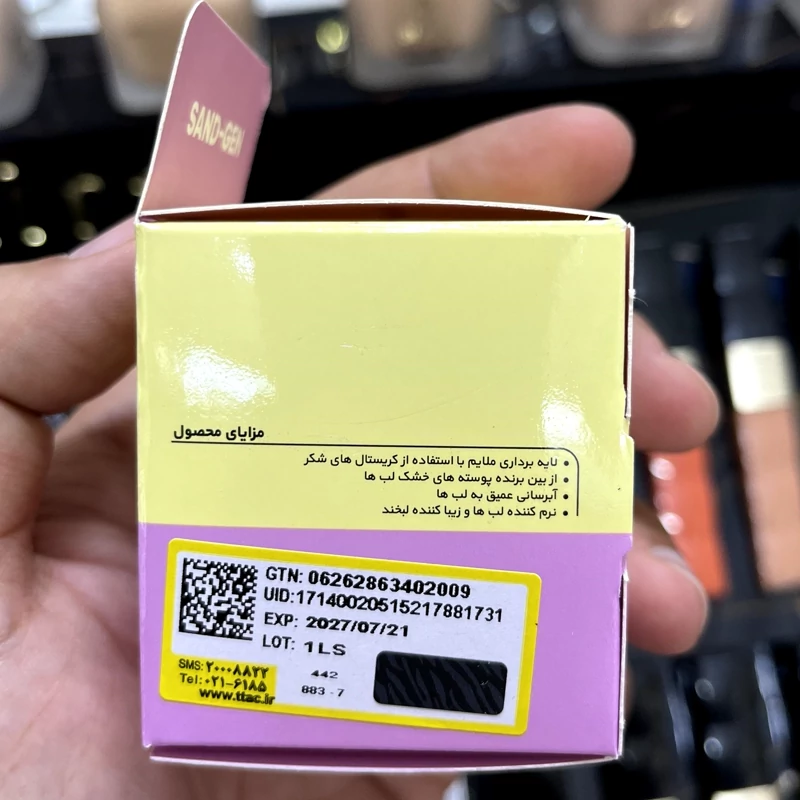 SAND-GEN
مزایای محصول
• لایه برداری ملایم با استفاده از کریستال های شکر
• از بین برنده پوسته های خشک لب ها
• آبرسانی عمیق به لب ها
• نرم کننده لب ها و زیبا کننده لبخند
GTN: 06262863402009
UID:17140020515217881731
EXP: 2027/07/21
LOT: 1LS
SMS:۲۰۰۰۸۸۲۲
Tel:۰۲۱-۶۱۸۵
www.ttac.ir
442
883 - 7